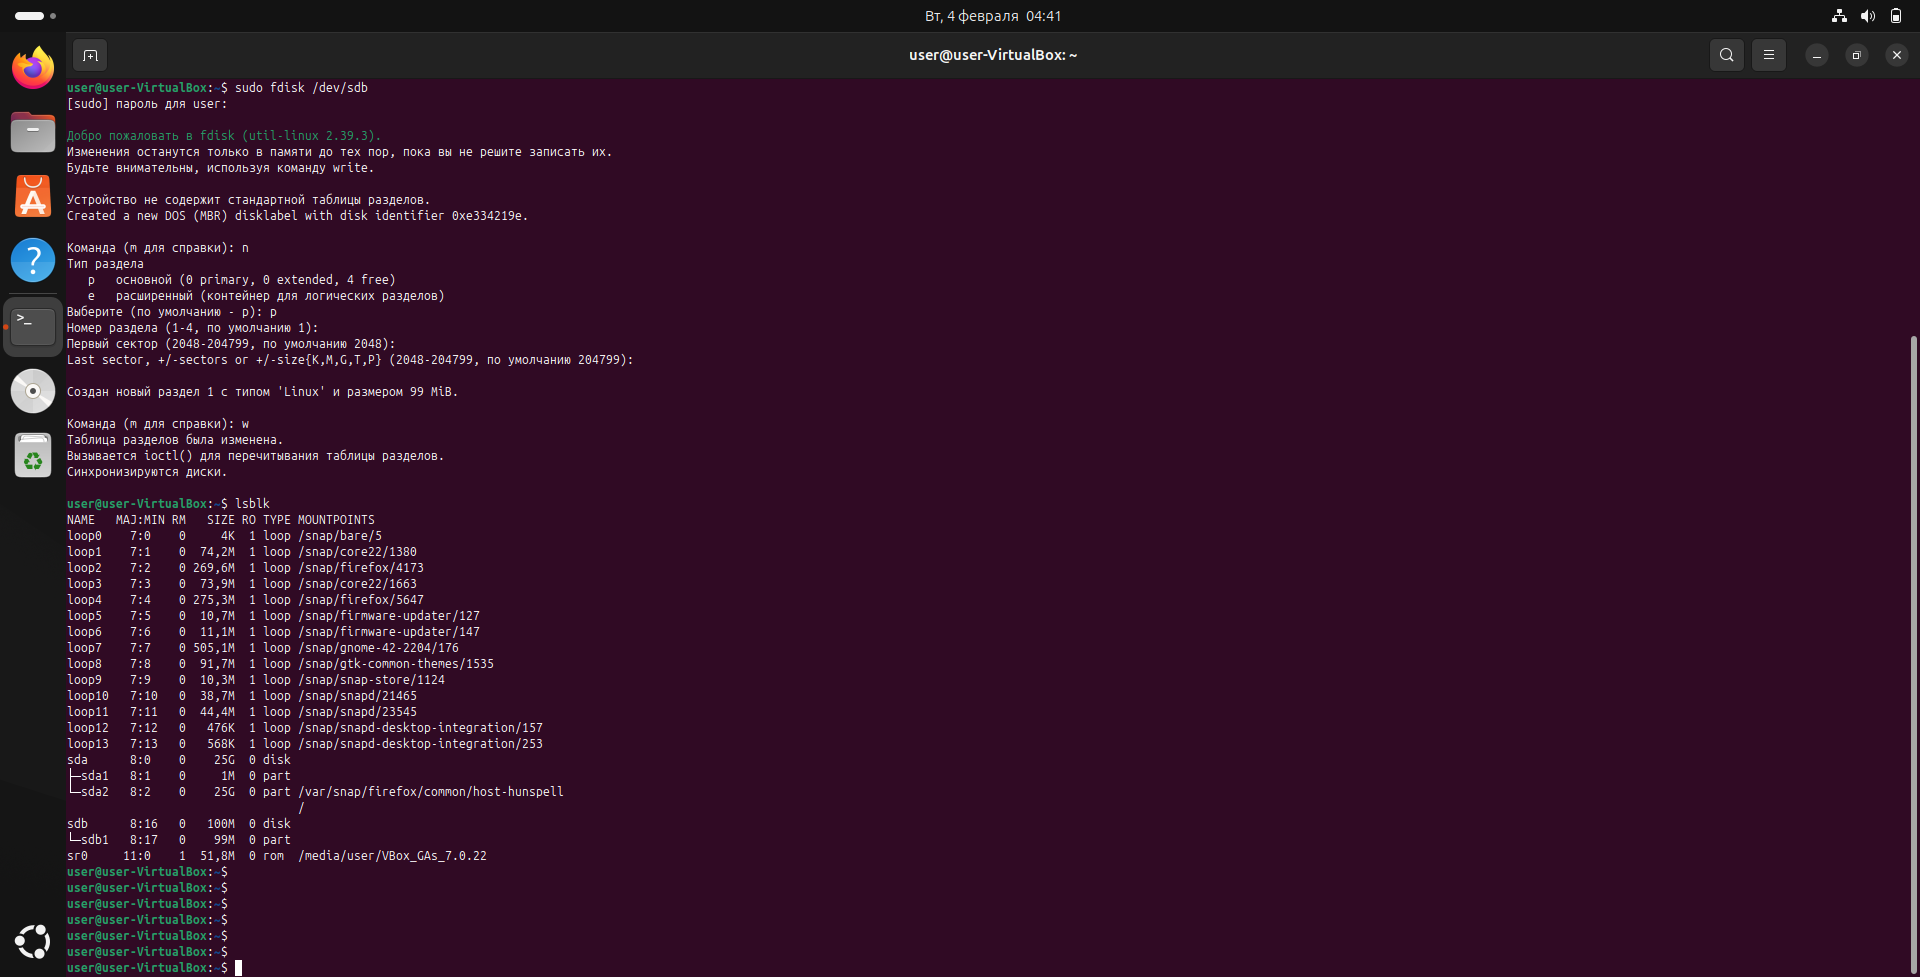 Вт, 4 февраля  04:41
user@user-VirtualBox: ~
user@user-VirtualBox:~$ sudo fdisk /dev/sdb
[sudo] пароль для user:
Добро пожаловать в fdisk (util-linux 2.39.3).
Изменения останутся только в памяти до тех пор, пока вы не решите записать их.
Будьте внимательны, используя команду write.
Устройство не содержит стандартной таблицы разделов.
Created a new DOS (MBR) disklabel with disk identifier 0xe334219e.
Команда (m для справки): n
Тип раздела
   p   основной (0 primary, 0 extended, 4 free)
   e   расширенный (контейнер для логических разделов)
Выберите (по умолчанию - p): p
Номер раздела (1-4, по умолчанию 1):
Первый сектор (2048-204799, по умолчанию 2048):
Last sector, +/-sectors or +/-size{K,M,G,T,P} (2048-204799, по умолчанию 204799):
Создан новый раздел 1 с типом 'Linux' и размером 99 MiB.
Команда (m для справки): w
Таблица разделов была изменена.
Вызывается ioctl() для перечитывания таблицы разделов.
Синхронизируются диски.
user@user-VirtualBox:~$ lsblk
NAME   MAJ:MIN RM   SIZE RO TYPE MOUNTPOINTS
loop0    7:0    0     4K  1 loop /snap/bare/5
loop1    7:1    0  74,2M  1 loop /snap/core22/1380
loop2    7:2    0 269,6M  1 loop /snap/firefox/4173
loop3    7:3    0  73,9M  1 loop /snap/core22/1663
loop4    7:4    0 275,3M  1 loop /snap/firefox/5647
loop5    7:5    0  10,7M  1 loop /snap/firmware-updater/127
loop6    7:6    0  11,1M  1 loop /snap/firmware-updater/147
loop7    7:7    0 505,1M  1 loop /snap/gnome-42-2204/176
loop8    7:8    0  91,7M  1 loop /snap/gtk-common-themes/1535
loop9    7:9    0  10,3M  1 loop /snap/snap-store/1124
loop10   7:10   0  38,7M  1 loop /snap/snapd/21465
loop11   7:11   0  44,4M  1 loop /snap/snapd/23545
loop12   7:12   0   476K  1 loop /snap/snapd-desktop-integration/157
loop13   7:13   0   568K  1 loop /snap/snapd-desktop-integration/253
sda      8:0    0    25G  0 disk
├─sda1   8:1    0     1M  0 part
└─sda2   8:2    0    25G  0 part /var/snap/firefox/common/host-hunspell
                                 /
sdb      8:16   0   100M  0 disk
└─sdb1   8:17   0    99M  0 part
sr0     11:0    1  51,8M  0 rom  /media/user/VBox_GAs_7.0.22
user@user-VirtualBox:~$
user@user-VirtualBox:~$
user@user-VirtualBox:~$
user@user-VirtualBox:~$
user@user-VirtualBox:~$
user@user-VirtualBox:~$
user@user-VirtualBox:~$